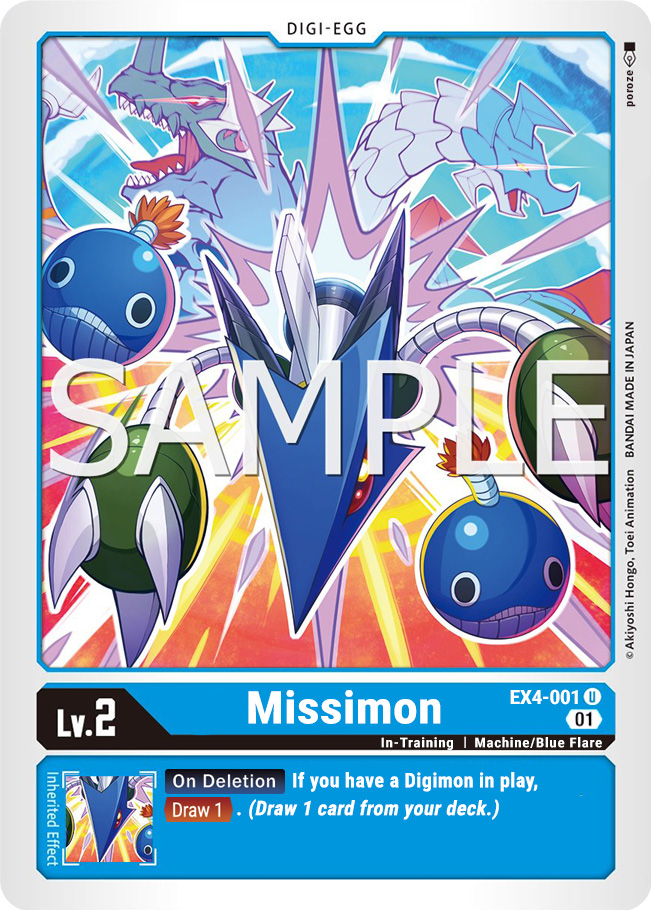 DIGI-EGG
poroze
SAMPLE
© Akiyoshi Hongo, Toei Animation BANDAI MADE IN JAPAN
Lv.2
Missimon
EX4-001 U
01
In-Training | Machine/Blue Flare
Inherited Effect
On Deletion If you have a Digimon in play,
Draw 1 . (Draw 1 card from your deck.)